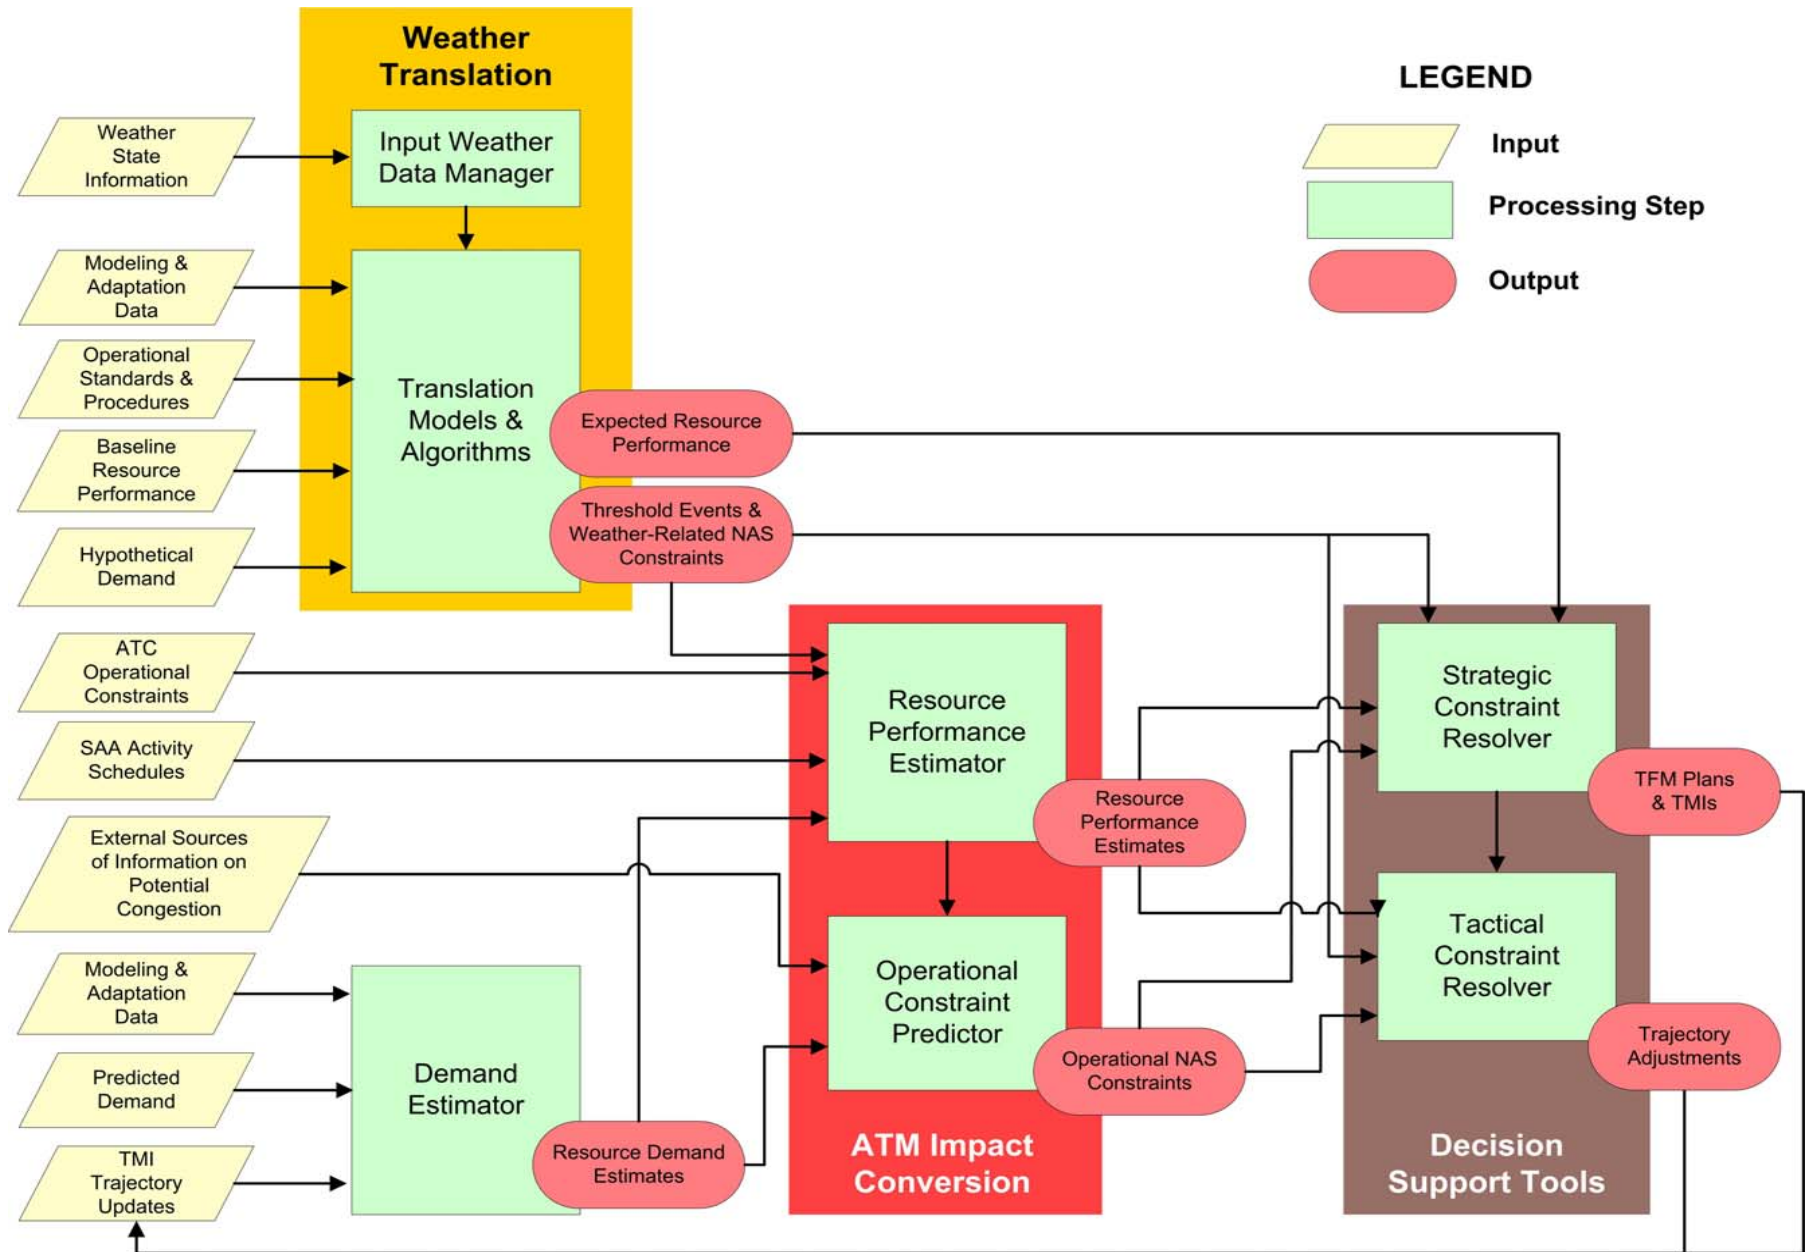 Weather
Translation
LEGEND
Input
Processing Step
Output
Weather
State
Information
Input Weather
Data Manager
Modeling &
Adaptation
Data
Operational
Standards &
Procedures
Baseline
Resource
Performance
Hypothetical
Demand
Translation
Models &
Algorithms
Expected Resource
Performance
Threshold Events &
Weather-Related NAS
Constraints
ATC
Operational
Constraints
SAA Activity
Schedules
External Sources
of Information on
Potential
Congestion
Modeling &
Adaptation
Data
Predicted
Demand
TMI
Trajectory
Updates
Demand
Estimator
Resource Demand
Estimates
Resource
Performance
Estimator
Resource
Performance
Estimates
Operational
Constraint
Predictor
Operational NAS
Constraints
ATM Impact
Conversion
Strategic
Constraint
Resolver
TFM Plans
& TMIs
Tactical
Constraint
Resolver
Trajectory
Adjustments
Decision
Support Tools